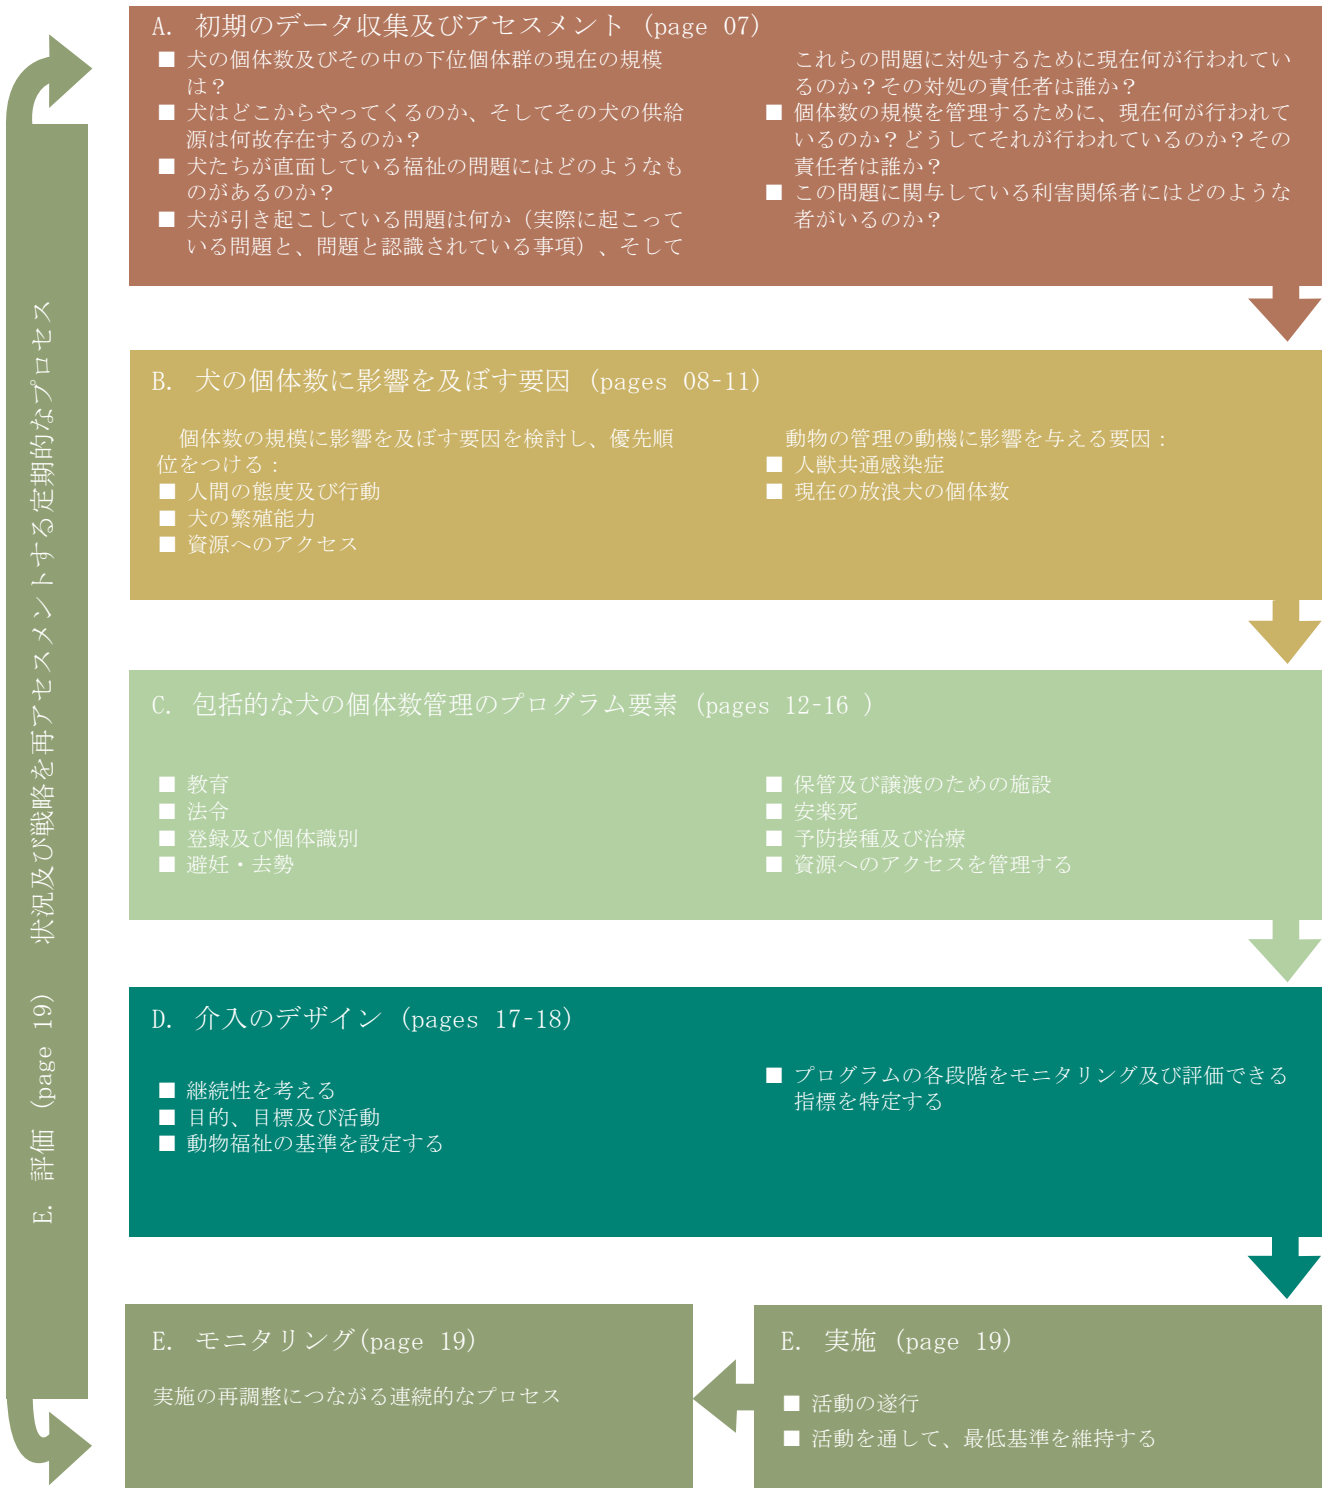 A. 初期のデータ収集及びアセスメント (page 07)
■ 犬の個体数及びその中の下位個体群の現在の規模
は？
■ 犬はどこからやってくるのか、そしてその犬の供給
源は何故存在するのか？
■ 犬たちが直面している福祉の問題にはどのようなも
のがあるのか？
■ 犬が引き起こしている問題は何か（実際に起こって
いる問題と、問題と認識されている事項）、そして
これらの問題に対処するために現在何が行われてい
るのか？その対処の責任者は誰か？
■ 個体数の規模を管理するために、現在何が行われて
いるのか？どうしてそれが行われているのか？その
責任者は誰か？
■ この問題に関与している利害関係者にはどのような
者がいるのか？
B. 犬の個体数に影響を及ぼす要因 (pages 08-11)
個体数の規模に影響を及ぼす要因を検討し、優先順
位をつける：
■ 人間の態度及び行動
■ 犬の繁殖能力
■ 資源へのアクセス
動物の管理の動機に影響を与える要因：
■ 人獣共通感染症
■ 現在の放浪犬の個体数
C. 包括的な犬の個体数管理のプログラム要素 (pages 12-16 )
■ 教育
■ 法令
■ 登録及び個体識別
■ 避妊・去勢
■ 保管及び譲渡のための施設
■ 安楽死
■ 予防接種及び治療
■ 資源へのアクセスを管理する
D. 介入のデザイン (pages 17-18)
■ 継続性を考える
■ 目的、目標及び活動
■ 動物福祉の基準を設定する
■ プログラムの各段階をモニタリング及び評価できる
指標を特定する
E. 実施 (page 19)
■ 活動の遂行
■ 活動を通して、最低基準を維持する
E. モニタリング(page 19)
実施の再調整につながる連続的なプロセス
E. 評価 (page 19)　状況及び戦略を再アセスメントする定期的なプロセス